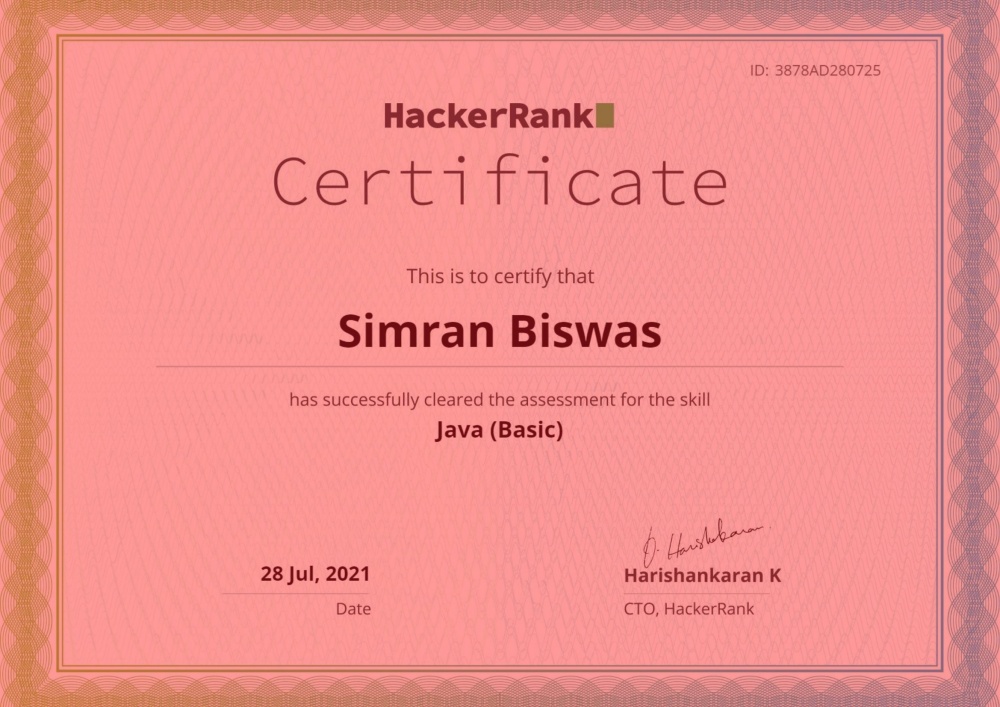 ID: 3878AD280725
HackerRank
Certificate
This is to certify that
Simran Biswas
has successfully cleared the assessment for the skill
Java (Basic)
28 Jul, 2021
Date
Harishankaran
Harishankaran K
CTO, HackerRank